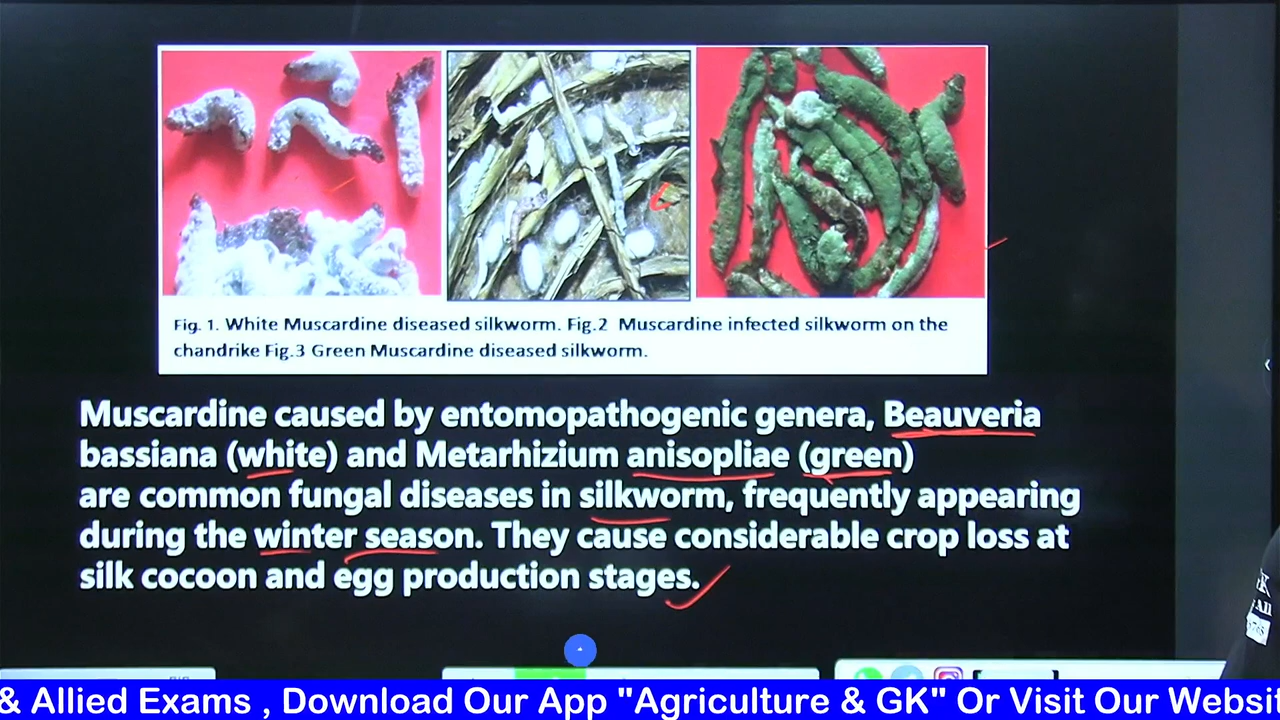 Fig. 1. White Muscardine diseased silkworm. Fig.2 Muscardine infected silkworm on the
chandrike Fig.3 Green Muscardine diseased silkworm.
Muscardine caused by entomopathogenic genera, Beauveria
bassiana (white) and Metarhizium anisopliae (green)
are common fungal diseases in silkworm, frequently appearing
during the winter season. They cause considerable crop loss at
silk cocoon and egg production stages.
& Allied Exams , Download Our App "Agriculture & GK" Or Visit Our Websi